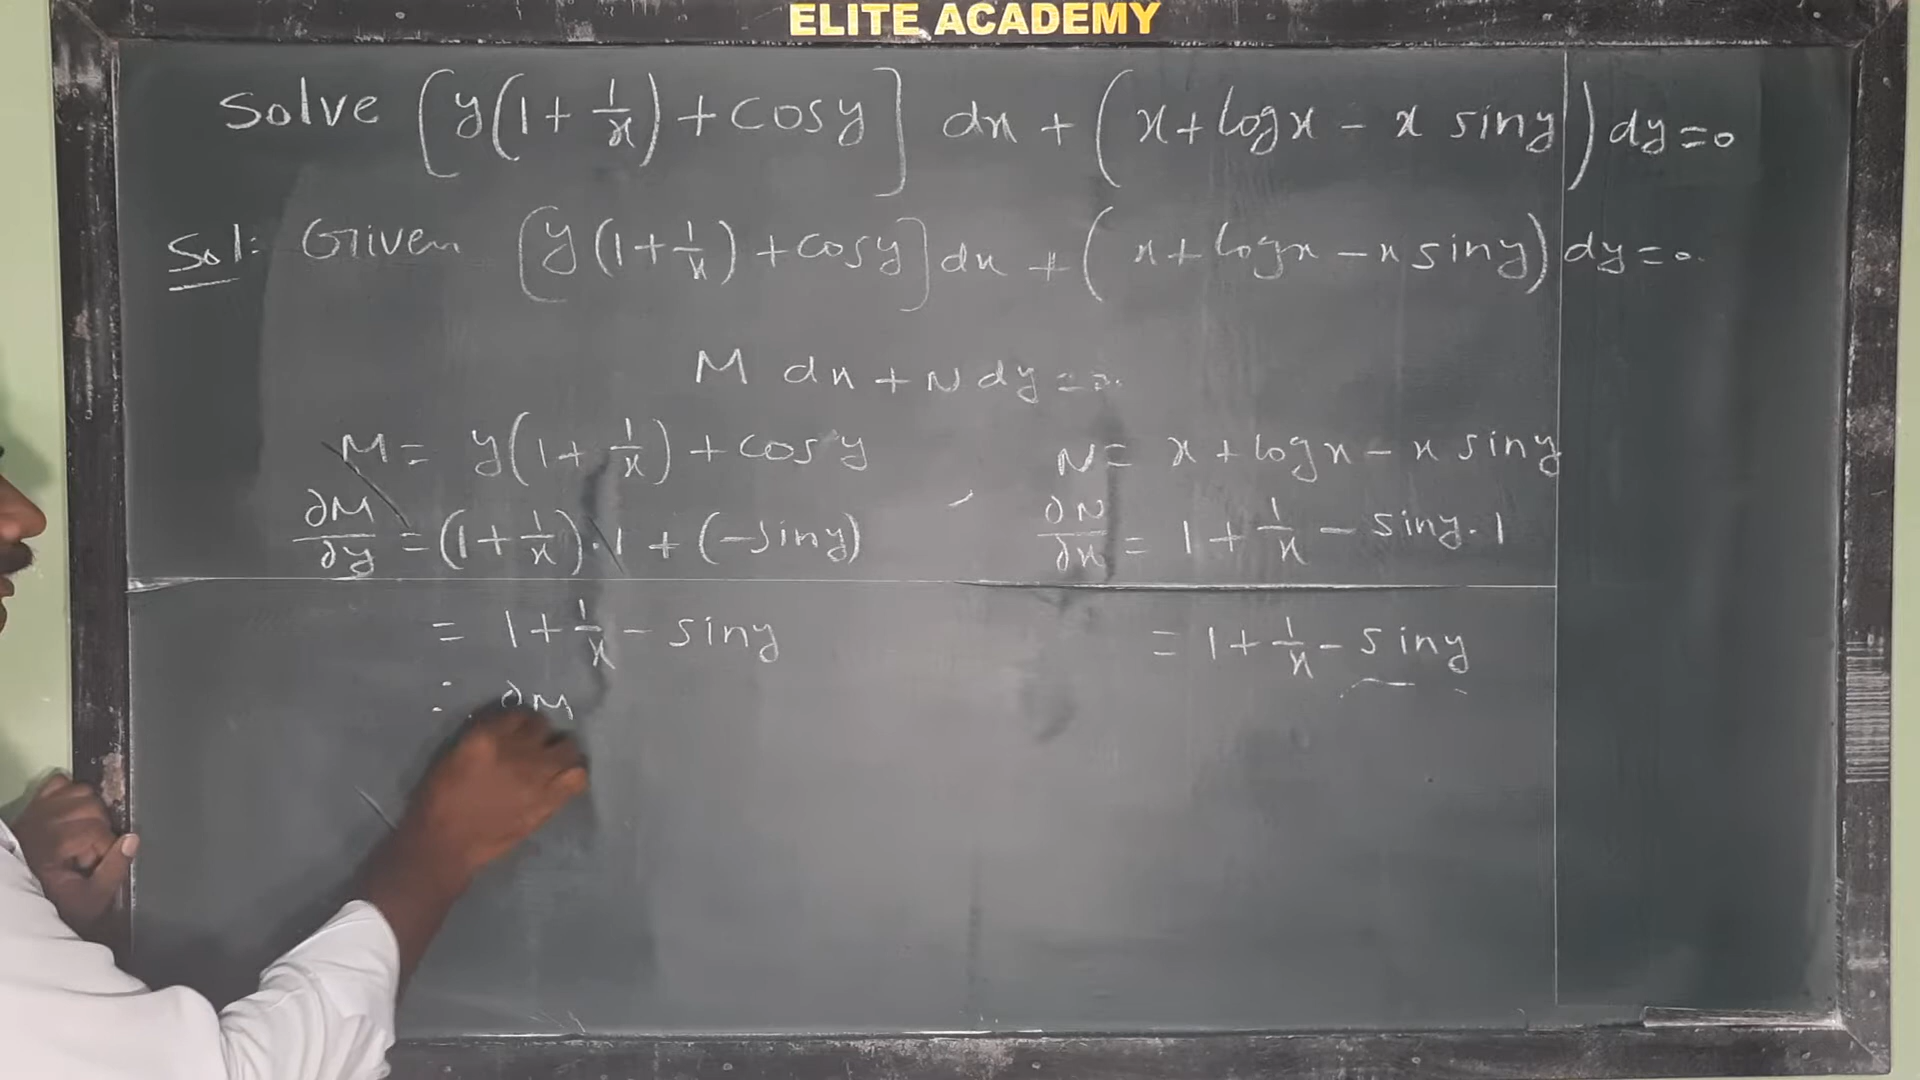 ELITE ACADEMY
Solve [y(1+1/x)+cosy] dx + (x+logx - x siny) dy=0
Sol: Given [y(1+1/x)+cosy]dx + (x+logx - x siny) dy=0.
M dx + N dy=0.
M= y(1+1/x)+cosy
N= x+logx - x siny
∂M/∂y = (1+1/x).1 + (-siny)
∂N/∂x = 1+1/x - siny.1
= 1+1/x - siny
= 1+1/x - siny
∴ ∂M